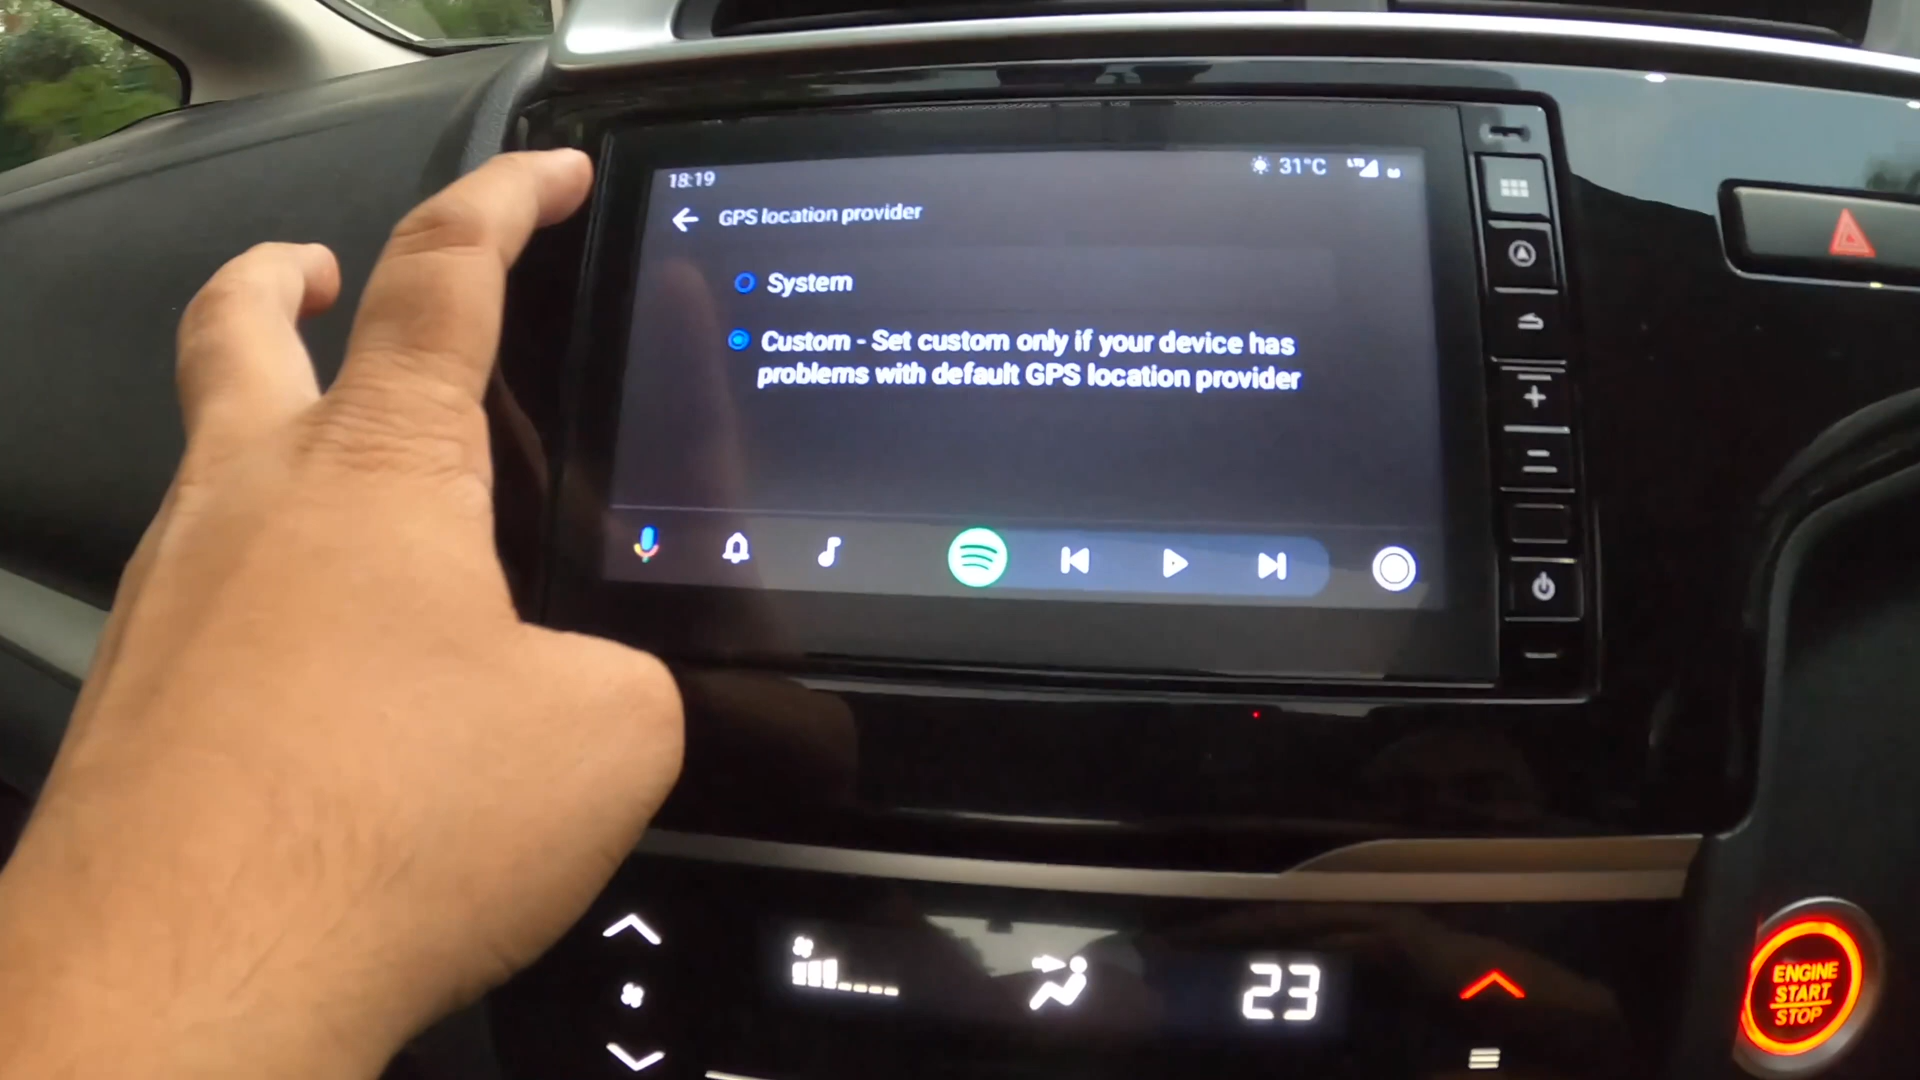 18:19
31°C
LTE
GPS location provider
System
Custom - Set custom only if your device has
problems with default GPS location provider
23
ENGINE
START
STOP